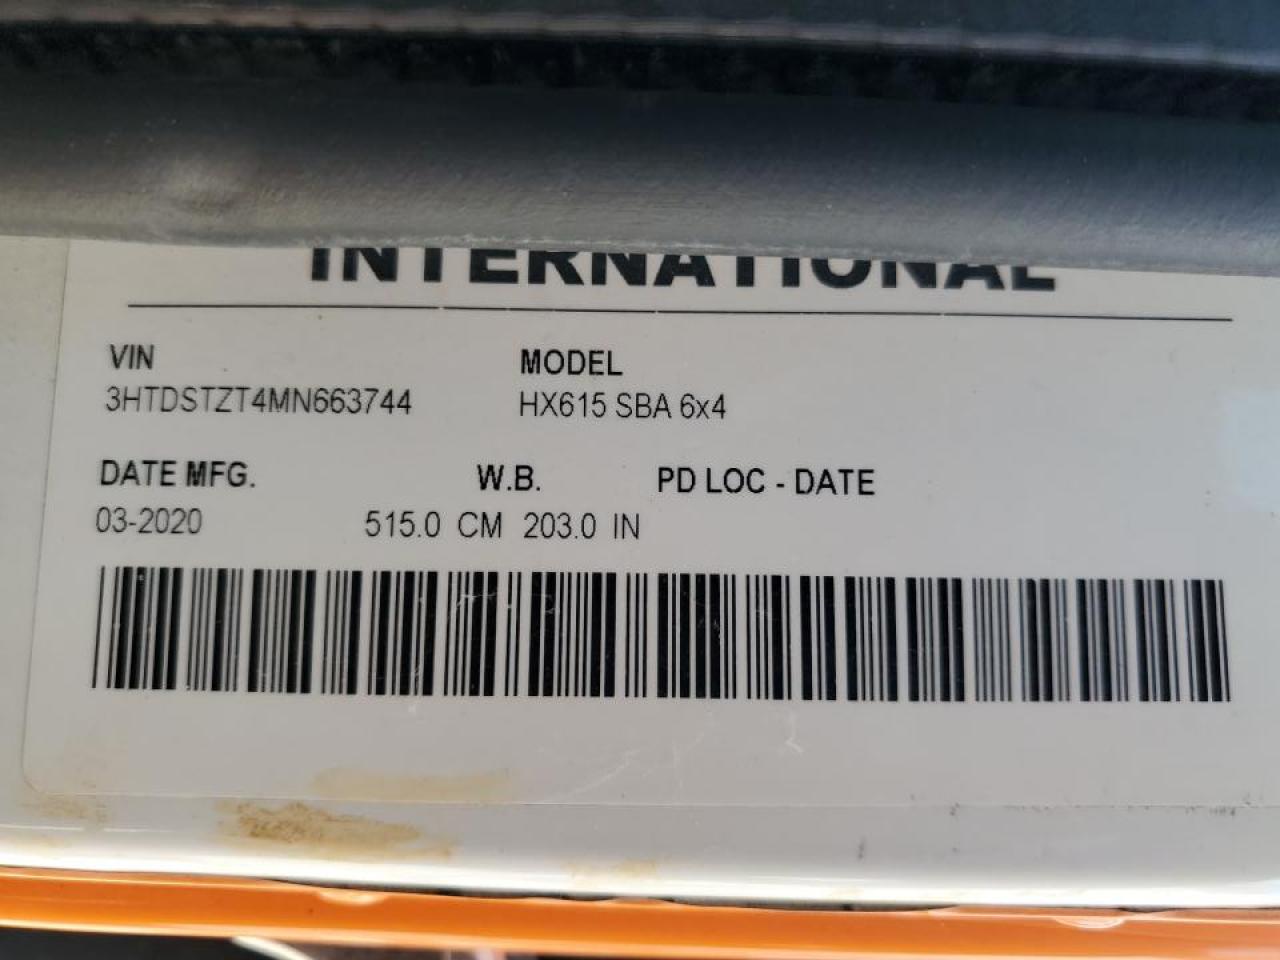 INTERNATIONAL
VIN
3HTDSTZT4MN663744
MODEL
HX615 SBA 6x4
DATE MFG.
03-2020
W.B.
515.0 CM 203.0 IN
PD LOC - DATE